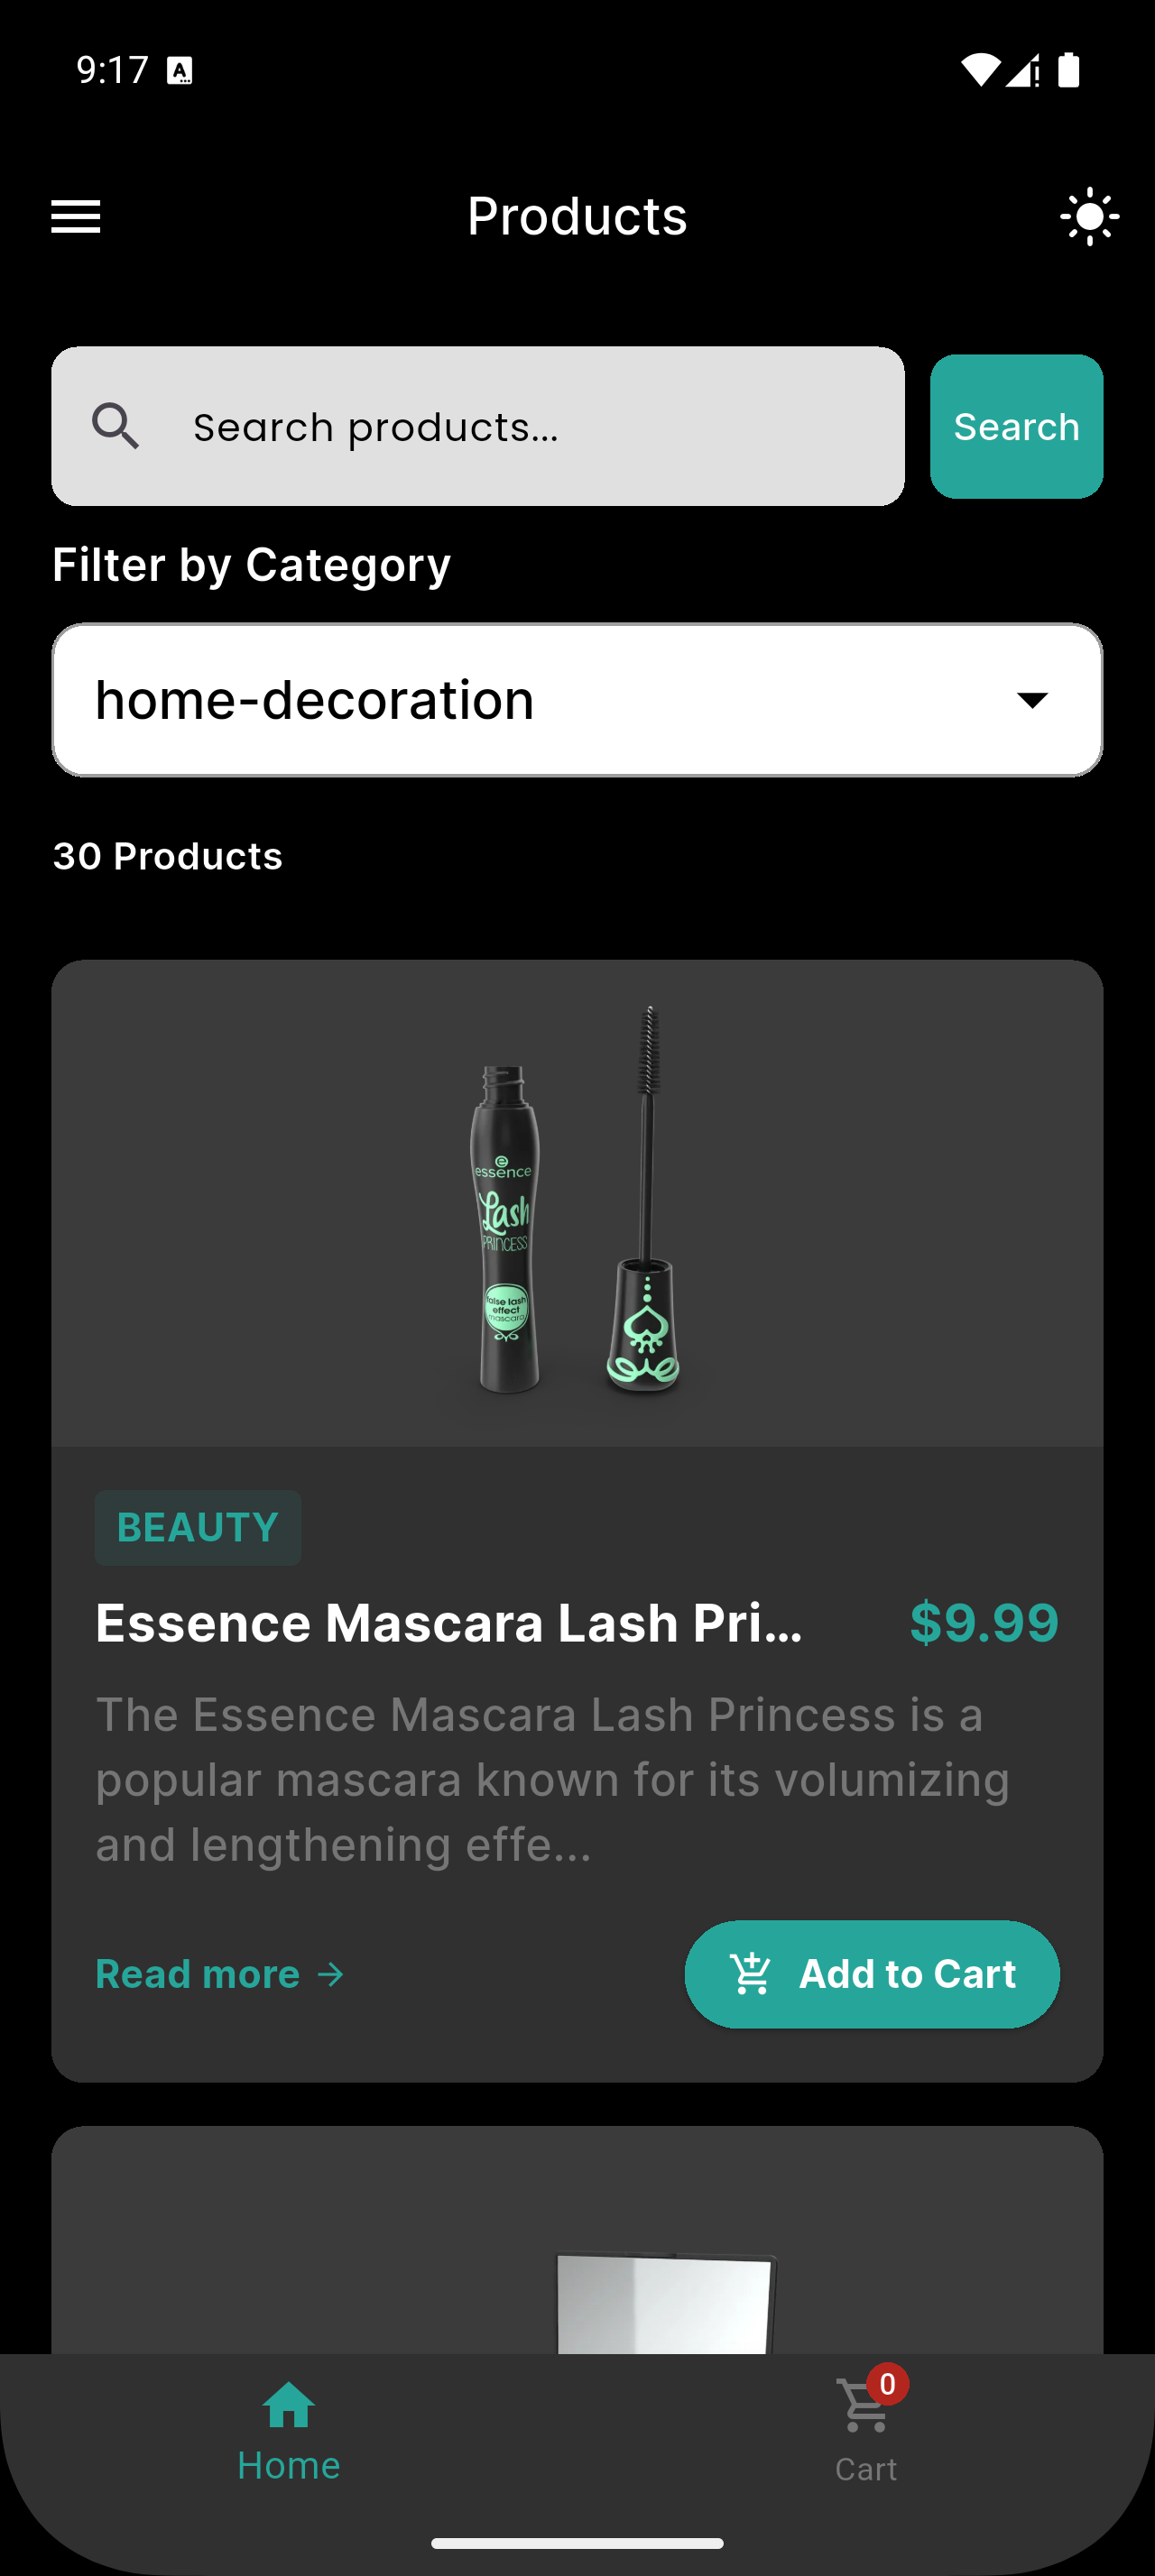 9:17
Products
Search products...
Search
Filter by Category
home-decoration
30 Products
essence
Lash
PRINCESS
false lash
effect
mascara
BEAUTY
Essence Mascara Lash Pri...
$9.99
The Essence Mascara Lash Princess is a
popular mascara known for its volumizing
and lengthening effe...
Read more →
Add to Cart
0
Home
Cart